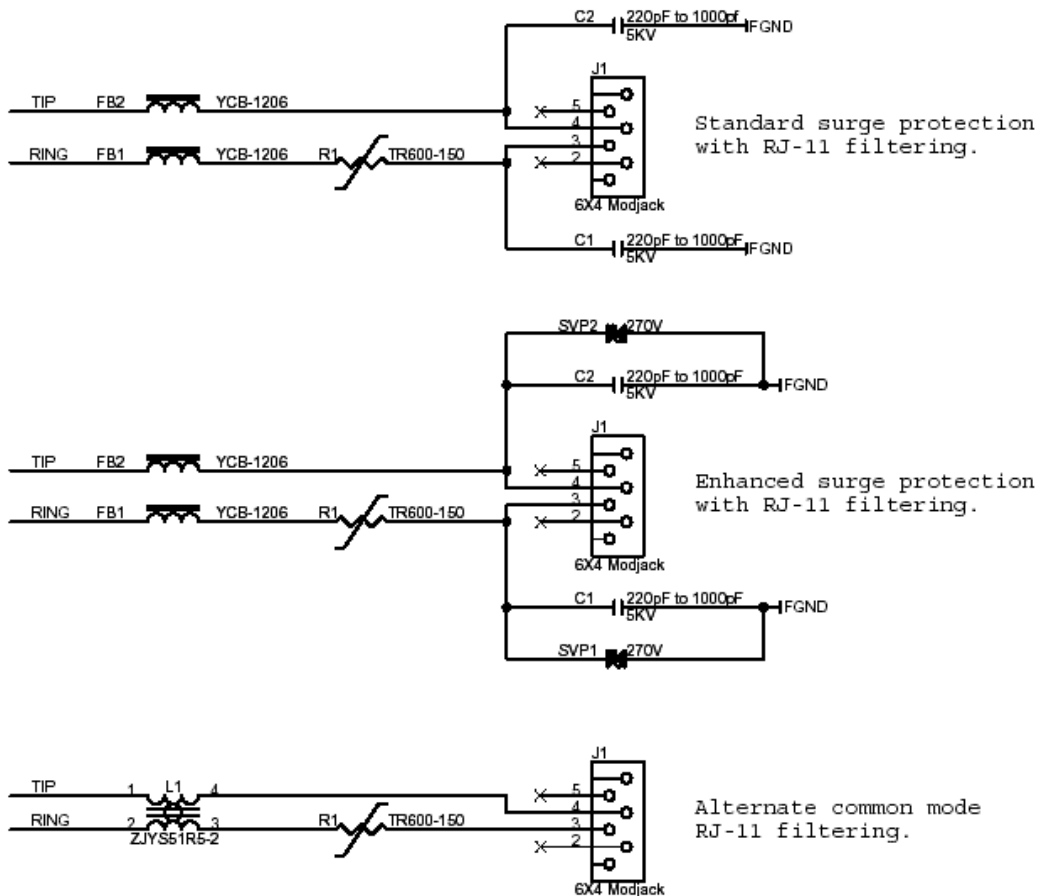 C2 220pF to 1000pf
5KV
FGND
J1
TIP FB2 YCB-1206
5
4
Standard surge protection
with RJ-11 filtering.
RING FB1 YCB-1206 R1 TR600-150
3
2
6X4 Modjack
C1 220pF to 1000pF
5KV
FGND
SVP2 270V
C2 220pF to 1000pF
5KV
FGND
J1
TIP FB2 YCB-1206
5
4
Enhanced surge protection
with RJ-11 filtering.
RING FB1 YCB-1206 R1 TR600-150
3
2
6X4 Modjack
C1 220pF to 1000pF
5KV
FGND
SVP1 270V
J1
TIP 1 L1 4
5
4
Alternate common mode
RJ-11 filtering.
RING 2 3 R1 TR600-150
3
2
ZJYS51R5-2
6X4 Modjack